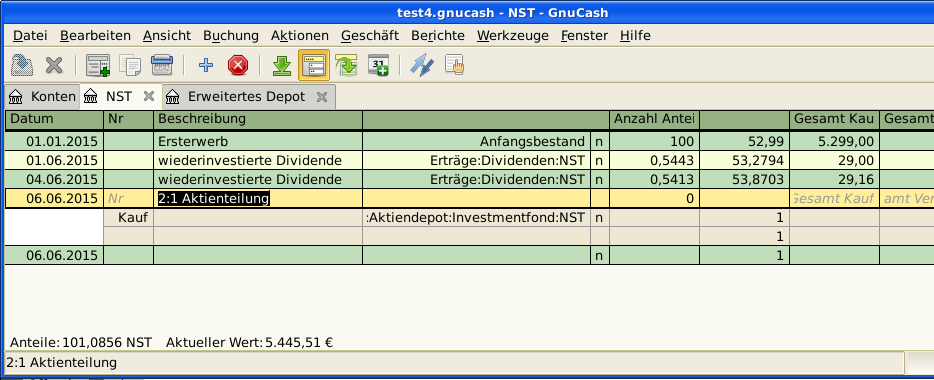 test4.gnucash - NST - GnuCash
Datei Bearbeiten Ansicht Buchung Aktionen Geschäft Berichte Werkzeuge Fenster Hilfe
31
Konten NST Erweitertes Depot
Datum Nr Beschreibung Anzahl Antei Gesamt Kau Gesamt
01.01.2015 Ersterwerb Anfangsbestand n 100 52,99 5.299,00
01.06.2015 wiederinvestierte Dividende Erträge:Dividenden:NST n 0,5443 53,2794 29,00
04.06.2015 wiederinvestierte Dividende Erträge:Dividenden:NST n 0,5413 53,8703 29,16
06.06.2015 Nr 2:1 Aktienteilung 0 Gesamt Kauf amt Ver
Kauf :Aktiendepot:Investmentfond:NST n 1
1
06.06.2015 n 1
Anteile: 101,0856 NST Aktueller Wert: 5.445,51 €
2:1 Aktienteilung